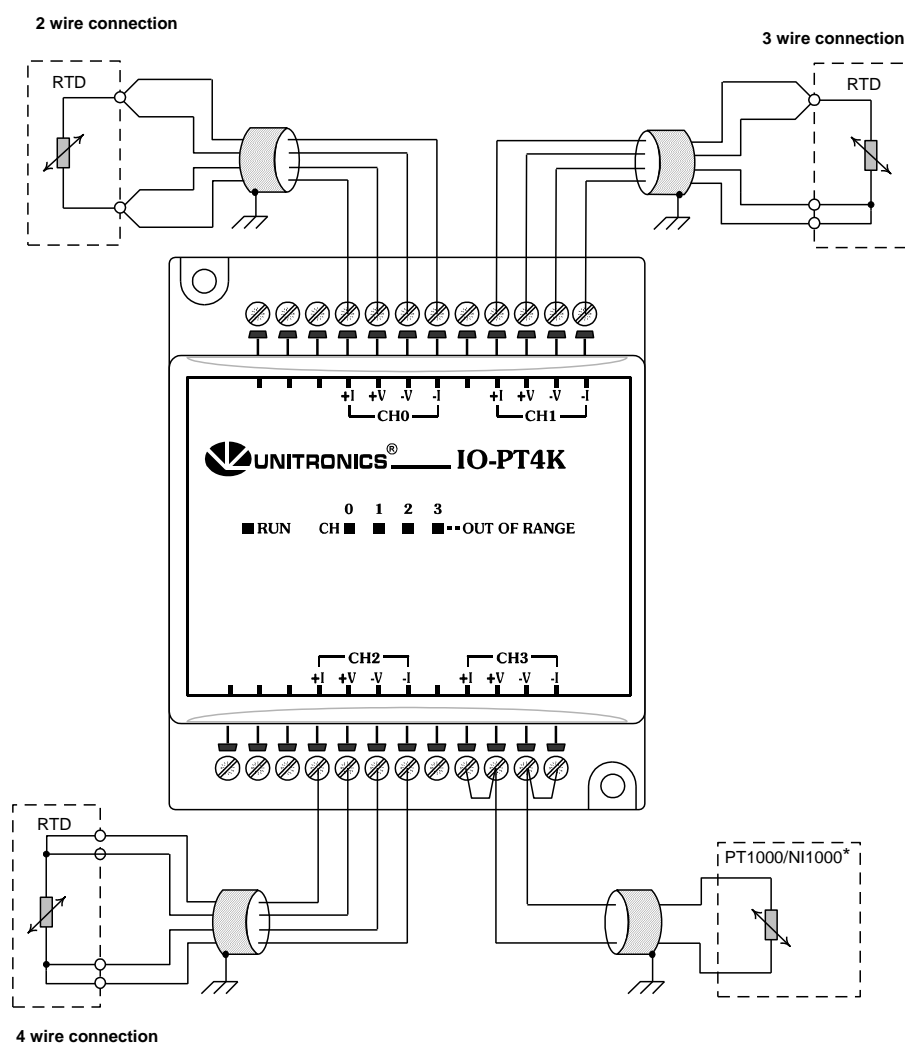 2 wire connection
3 wire connection
RTD
RTD
+I +V -V -I
CH0
+I +V -V -I
CH1
UNITRONICS® IO-PT4K
0 1 2 3
RUN CH OUT OF RANGE
CH2
+I +V -V -I
CH3
+I +V -V -I
RTD
PT1000/NI1000*
4 wire connection